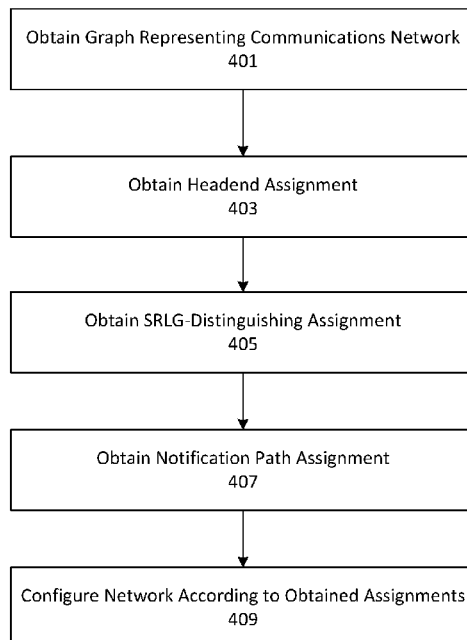 Obtain Graph Representing Communications Network
401
Obtain Headend Assignment
403
Obtain SRLG-Distinguishing Assignment
405
Obtain Notification Path Assignment
407
Configure Network According to Obtained Assignments
409